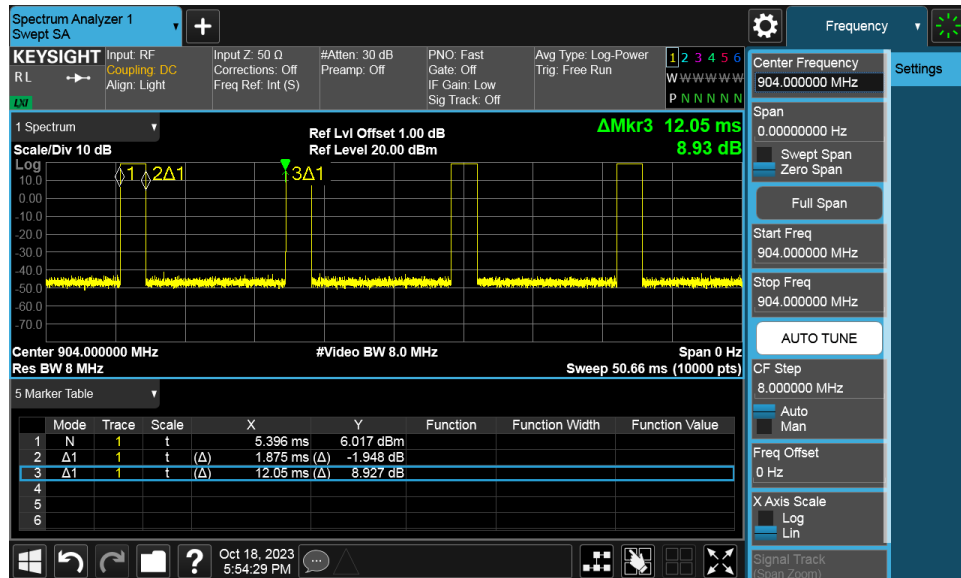 Spectrum Analyzer 1
Swept SA
+
Frequency
KEYSIGHT
R L
LXI
Input: RF
Coupling: DC
Align: Light
Input Z: 50 Ω
Corrections: Off
Freq Ref: Int (S)
#Atten: 30 dB
Preamp: Off
PNO: Fast
Gate: Off
IF Gain: Low
Sig Track: Off
Avg Type: Log-Power
Trig: Free Run
1 2 3 4 5 6
W W W W W W
P N N N N N
1 Spectrum
Scale/Div 10 dB
Ref Lvl Offset 1.00 dB
Ref Level 20.00 dBm
ΔMkr3 12.05 ms
8.93 dB
Log
1
2Δ1
3Δ1
10.0
0.00
-10.0
-20.0
-30.0
-40.0
-50.0
-60.0
-70.0
Center 904.000000 MHz
#Video BW 8.0 MHz
Span 0 Hz
Res BW 8 MHz
Sweep 50.66 ms (10000 pts)
5 Marker Table
Mode Trace Scale X Y Function Function Width Function Value
1 N 1 t 5.396 ms 6.017 dBm
2 Δ1 1 t (Δ) 1.875 ms (Δ) -1.948 dB
3 Δ1 1 t (Δ) 12.05 ms (Δ) 8.927 dB
4
5
6
?
Oct 18, 2023
5:54:29 PM
Center Frequency
904.000000 MHz
Span
0.00000000 Hz
Swept Span
Zero Span
Full Span
Start Freq
904.000000 MHz
Stop Freq
904.000000 MHz
AUTO TUNE
CF Step
8.000000 MHz
Auto
Man
Freq Offset
0 Hz
X Axis Scale
Log
Lin
Signal Track
(Span Zoom)
Settings